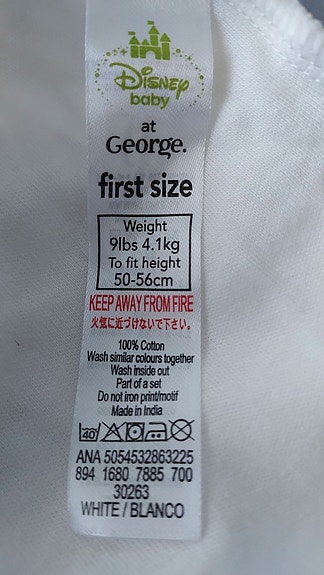 Disney
baby
at
George.
first size
Weight
9lbs 4.1kg
To fit height
50-56cm
KEEP AWAY FROM FIRE
火気に近づけないで下さい。
100% Cotton
Wash similar colours together
Wash inside out
Part of a set
Do not iron print/motif
Made in India
40
ANA 5054532863225
894 1680 7885 700
30263
WHITE / BLANCO